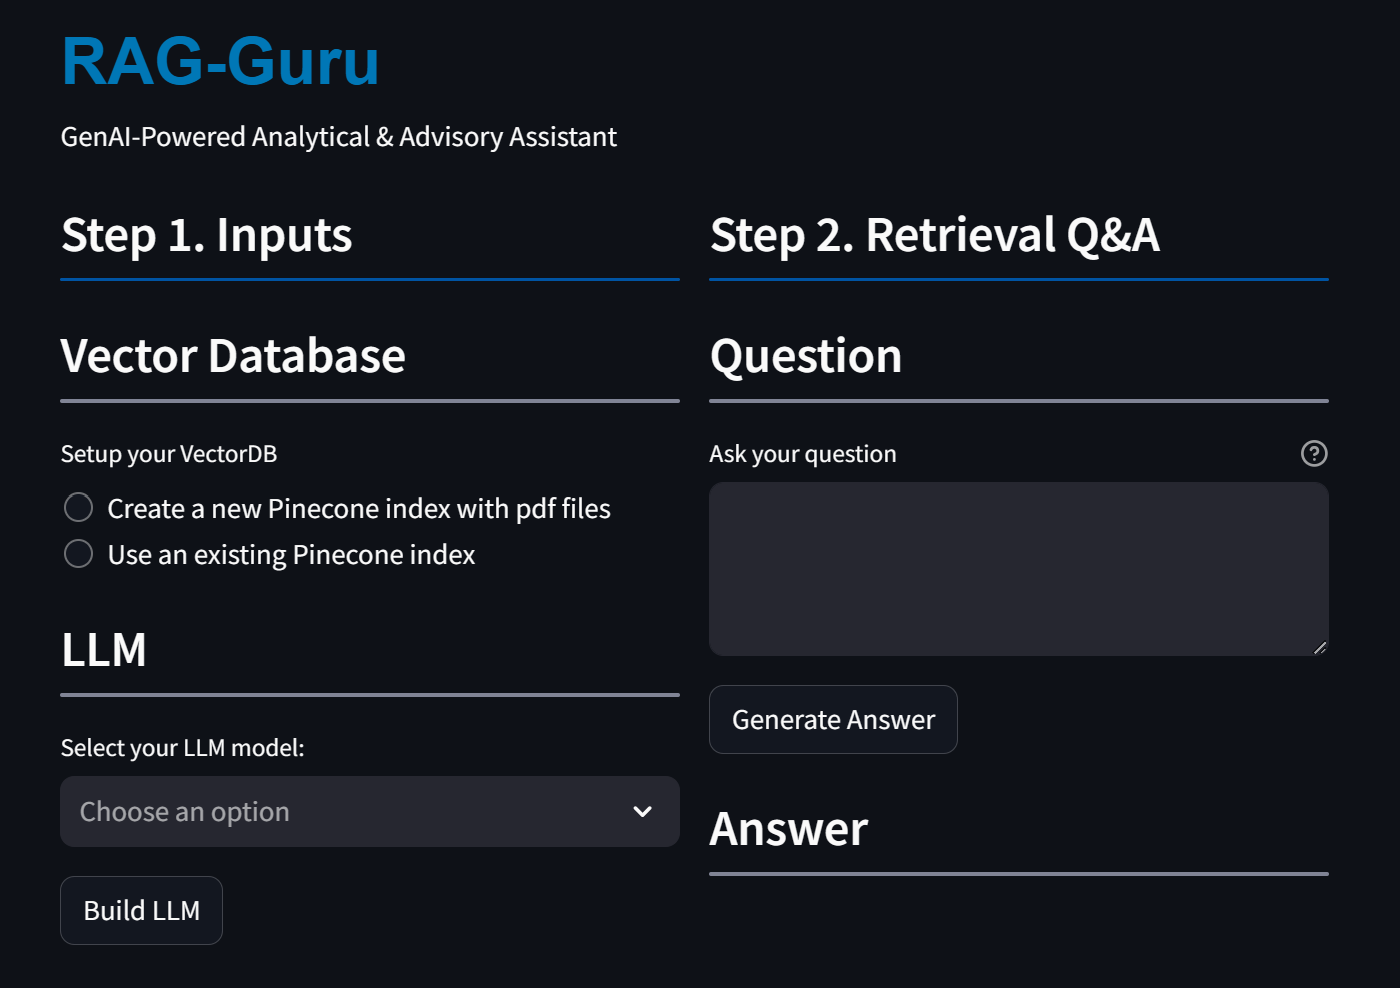 RAG-Guru
GenAI-Powered Analytical & Advisory Assistant
Step 1. Inputs
Vector Database
Setup your VectorDB
Create a new Pinecone index with pdf files
Use an existing Pinecone index
LLM
Select your LLM model:
Choose an option
Build LLM
Step 2. Retrieval Q&A
Question
Ask your question
?
Generate Answer
Answer